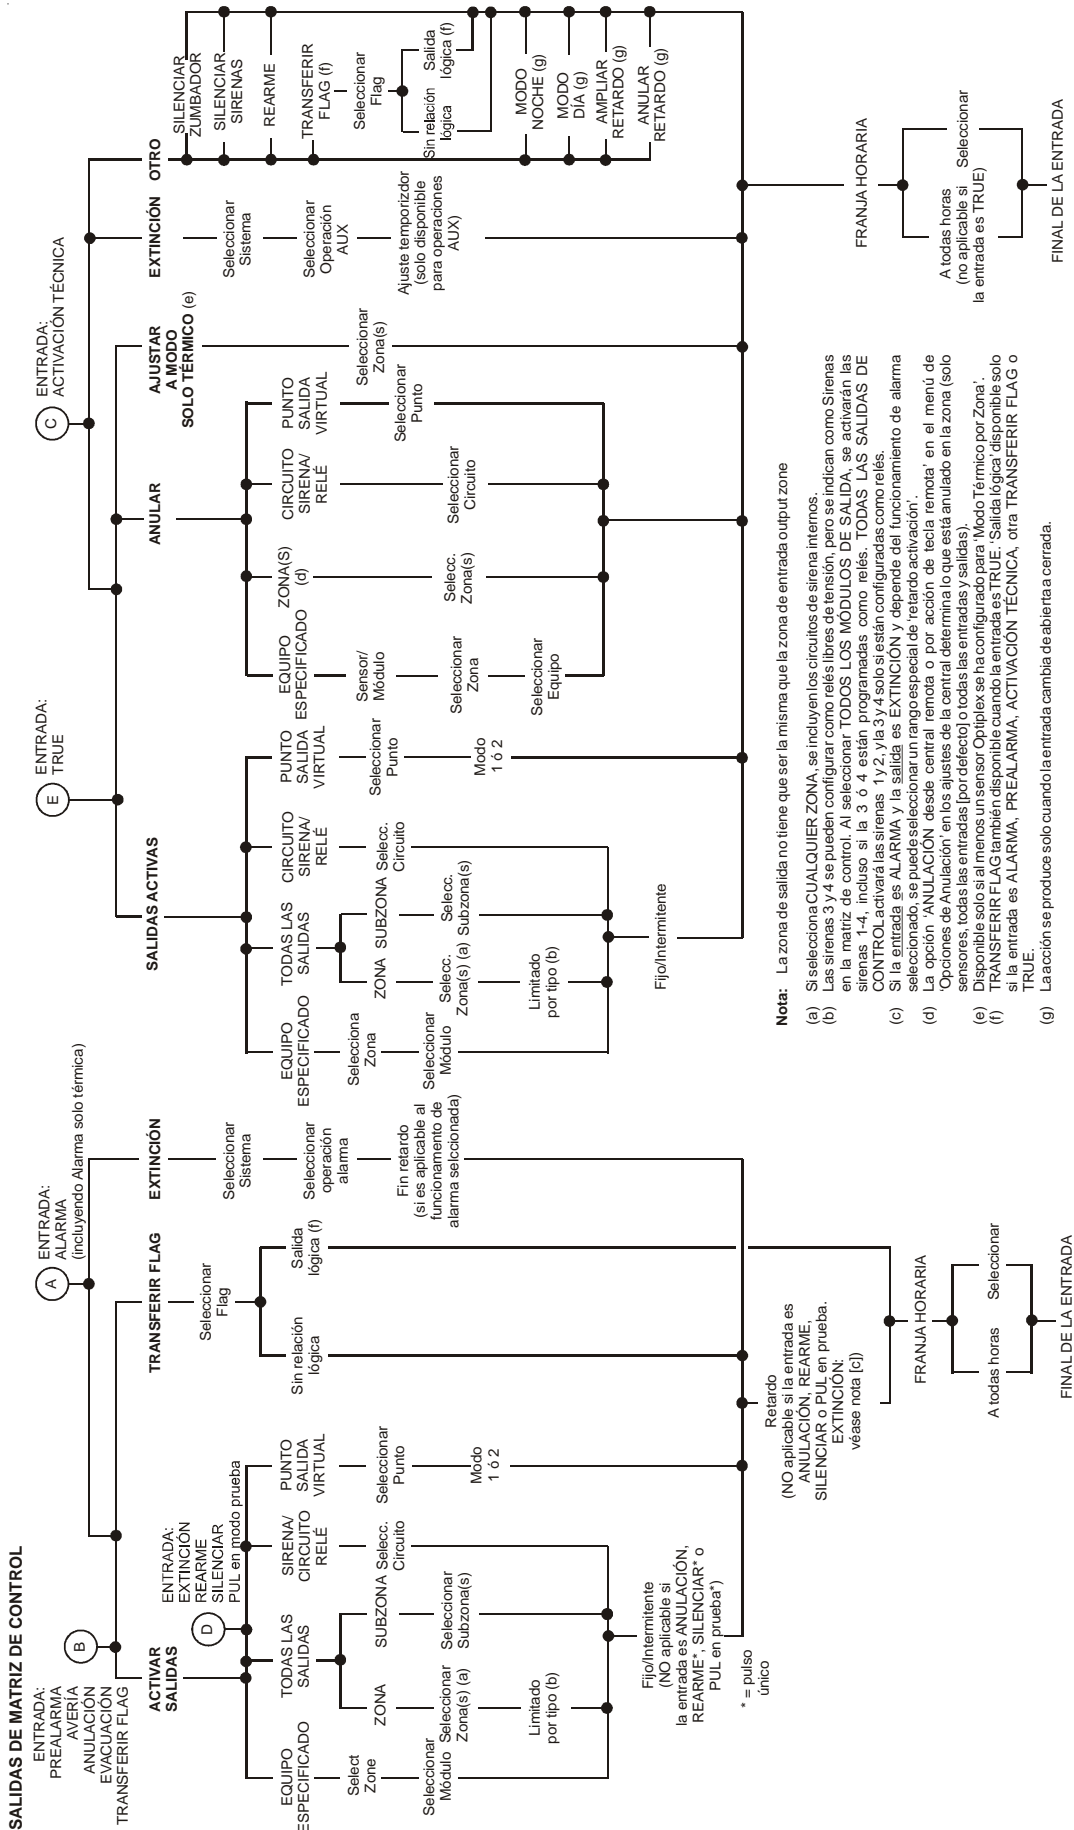 SALIDAS DE MATRIZ DE CONTROL
ENTRADA:
PREALARMA
AVERÍA
ANULACIÓN
EVACUACIÓN
TRANSFERIR FLAG
B
A
ENTRADA:
ALARMA
(incluyendo Alarma solo térmica)
ACTIVAR
SALIDAS
D
ENTRADA:
EXTINCIÓN
REARME
SILENCIAR
PUL en modo prueba
TRANSFERIR FLAG
EXTINCIÓN
EQUIPO
ESPECIFICADO
Select
Zone
Seleccionar
Módulo
TODAS LAS
SALIDAS
ZONA
SUBZONA
Seleccionar
Zona(s) (a)
Seleccionar
Subzona(s)
Limitado
por tipo (b)
SIRENA/
CIRCUITO
RELÉ
Selecc.
Circuito
PUNTO
SALIDA
VIRTUAL
Seleccionar
Punto
Modo
1 ó 2
Seleccionar
Flag
Sin relación
lógica
Salida
lógica (f)
Seleccionar
Sistema
Seleccionar
operación
alarma
Fin retardo
(si es aplicable al
funcionamento de
alarma selccionada)
Fijo/Intermitente
(NO aplicable si
la entrada es ANULACIÓN,
REARME*, SILENCIAR* o
PUL en prueba*)
* = pulso
único
Retardo
(NO aplicable si la entrada es
ANULACIÓN, REARME,
SILENCIAR o PUL en prueba.
EXTINCIÓN:
véase nota [c])
FRANJA HORARIA
A todas horas
Seleccionar
FINAL DE LA ENTRADA
E
ENTRADA:
TRUE
C
ENTRADA:
ACTIVACIÓN TÉCNICA
SALIDAS ACTIVAS
ANULAR
AJUSTAR
A MODO
SOLO TÉRMICO (e)
EXTINCIÓN
OTRO
EQUIPO
ESPECIFICADO
Selecciona
Zona
Seleccionar
Módulo
TODAS LAS
SALIDAS
ZONA
SUBZONA
Selecc.
Zona(s) (a)
Selecc.
Subzona(s)
Limitado
por tipo (b)
CIRCUITO
SIRENA/
RELÉ
Selecc.
Circuito
PUNTO
SALIDA
VIRTUAL
Seleccionar
Punto
Modo
1 ó 2
Fijo/Intermitente
EQUIPO
ESPECIFICADO
Sensor/
Módulo
Seleccionar
Zona
Seleccionar
Equipo
ZONA(S)
(d)
Selecc.
Zona(s)
CIRCUITO
SIRENA/
RELÉ
Seleccionar
Circuito
PUNTO
SALIDA
VIRTUAL
Seleccionar
Punto
Seleccionar
Zona(s)
Seleccionar
Sistema
Seleccionar
Operación
AUX
Ajuste temporizdor
(solo disponible
para operaciones
AUX)
SILENCIAR
ZUMBADOR
SILENCIAR
SIRENAS
REARME
TRANSFERIR
FLAG (f)
Seleccionar
Flag
Sin relación
lógica
Salida
lógica (f)
MODO
NOCHE (g)
MODO
DÍA (g)
AMPLIAR
RETARDO (g)
ANULAR
RETARDO (g)
FRANJA HORARIA
A todas horas
(no aplicable si
la entrada es TRUE)
Seleccionar
FINAL DE LA ENTRADA
Nota: La zona de salida no tiene que ser la misma que la zona de entrada output zone
(a) Si selecciona CUALQUIER ZONA, se incluyen los circuitos de sirena internos.
(b) Las sirenas 3 y 4 se pueden configurar como relés libres de tensión, pero se indican como Sirenas
en la matriz de control. Al seleccionar TODOS LOS MÓDULOS DE SALIDA, se activarán las
sirenas 1-4, incluso si la 3 ó 4 están programadas como relés. TODAS LAS SALIDAS DE
CONTROL activará las sirenas 1 y 2, y la 3 y 4 solo si están configuradas como relés.
(c) Si la entrada es ALARMA y la salida es EXTINCIÓN y depende del funcionamiento de alarma
seleccionado, se puede seleccionar un rango especial de 'retardo activación'.
(d) La opción 'ANULACIÓN desde central remota o por acción de tecla remota' en el menú de
'Opciones de Anulación' en los ajustes de la central determina lo que está anulado en la zona (solo
sensores, todas las entradas [por defecto] o todas las entradas y salidas).
(e) Disponible solo si al menos un sensor Optiplex se ha configurado para 'Modo Térmico por Zona'.
(f) TRANSFERIR FLAG también disponible cuando la entrada es TRUE. 'Salida lógica' disponible solo
si la entrada es ALARMA, PREALARMA, ACTIVACIÓN TÉCNICA, otra TRANSFERIR FLAG o
TRUE.
(g) La acción se produce solo cuando la entrada cambia de abierta a cerrada.